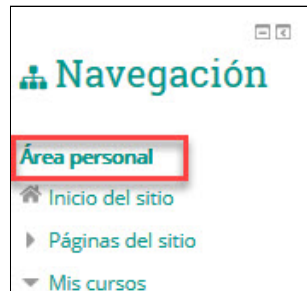 Navegación
Área personal
Inicio del sitio
Páginas del sitio
Mis cursos